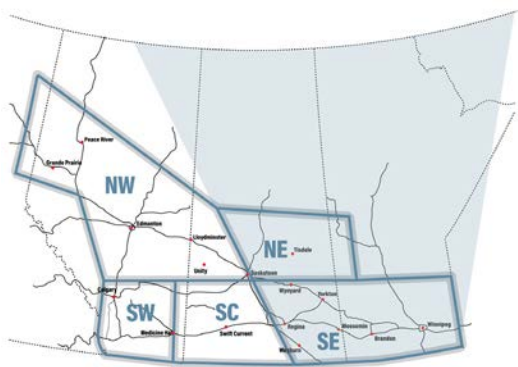 Peace River
Grande Prairie
NW
Edmonton
Lloydminster
NE
Tisdale
Unity
Saskatoon
Calgary
Wynyard
Yorkton
SW
SC
Medicine Hat
Swift Current
Regina
SE
Moosomin
Winnipeg
Brandon
Weyburn